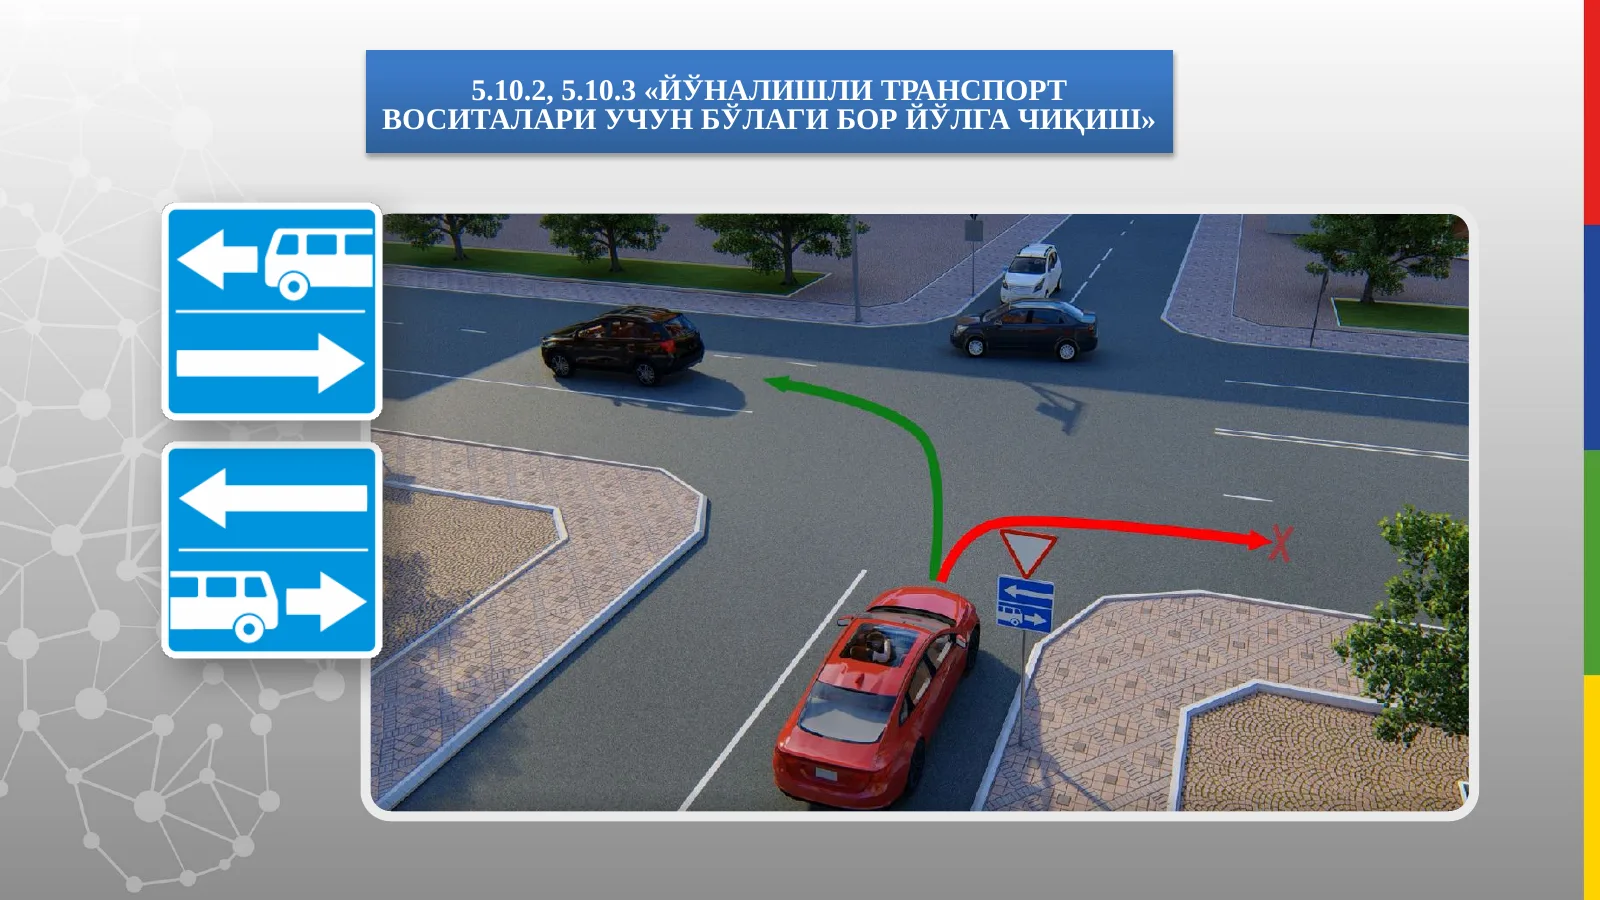 5.10.2, 5.10.3 «ЙЎНАЛИШЛИ ТРАНСПОРТ
ВОСИТАЛАРИ УЧУН БЎЛАГИ БОР ЙЎЛГА ЧИҚИШ»
X